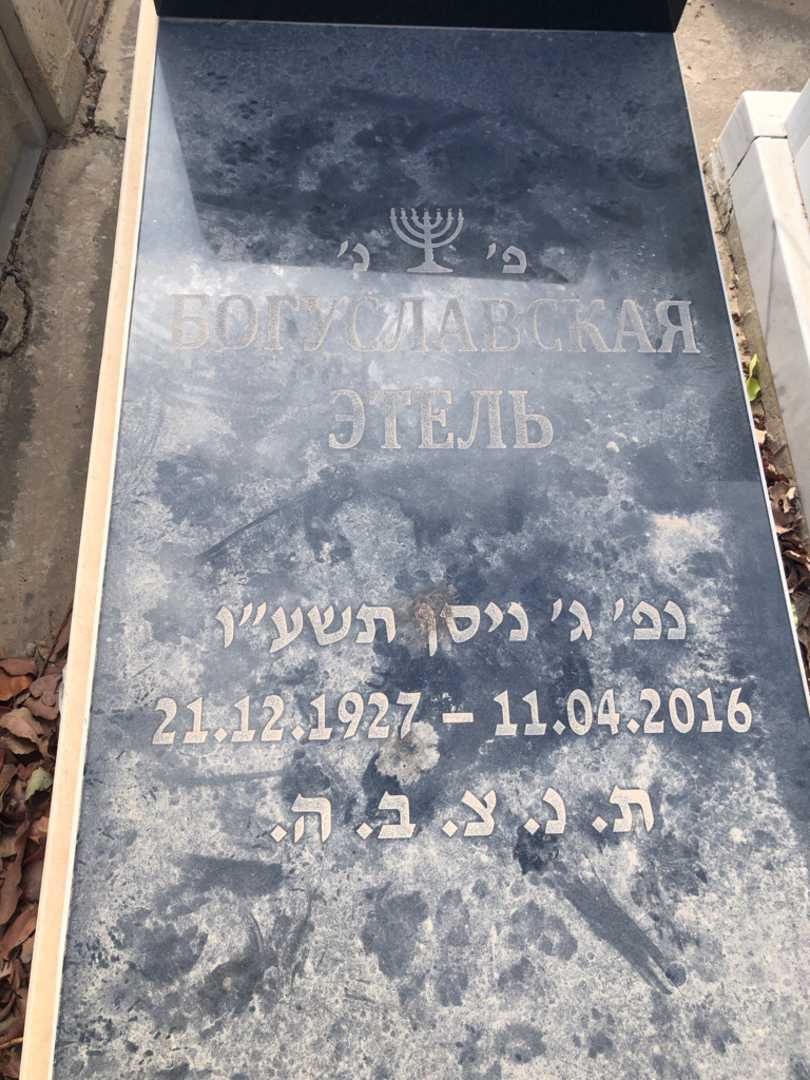 פ׳ נ׳
БОГУСЛАВСКАЯ
ЭТЕЛЬ
נפ׳ ג׳ ניסן תשע״ו
21.12.1927 – 11.04.2016
ת. נ. צ. ב. ה.